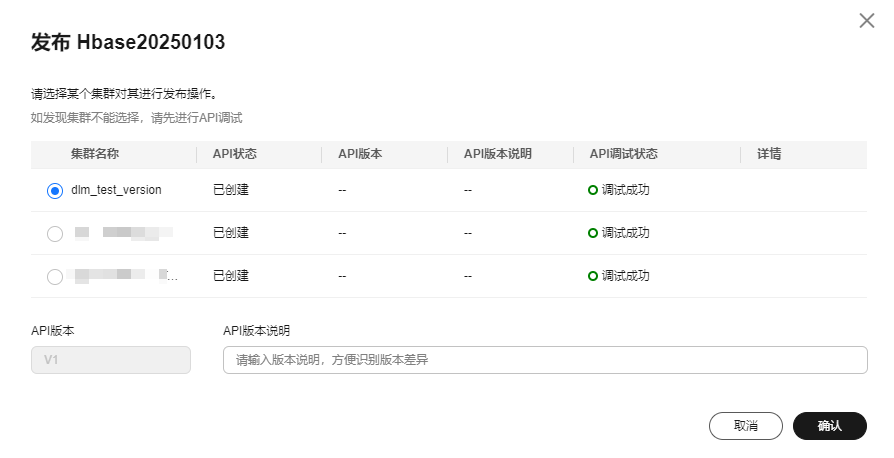 发布 Hbase20250103
请选择某个集群对其进行发布操作。
如发现集群不能选择，请先进行API调试
集群名称 API状态 API版本 API版本说明 API调试状态 详情
dlm_test_version 已创建 -- -- 调试成功
已创建 -- -- 调试成功
... 已创建 -- -- 调试成功
API版本 API版本说明
V1 请输入版本说明，方便识别版本差异
取消 确认